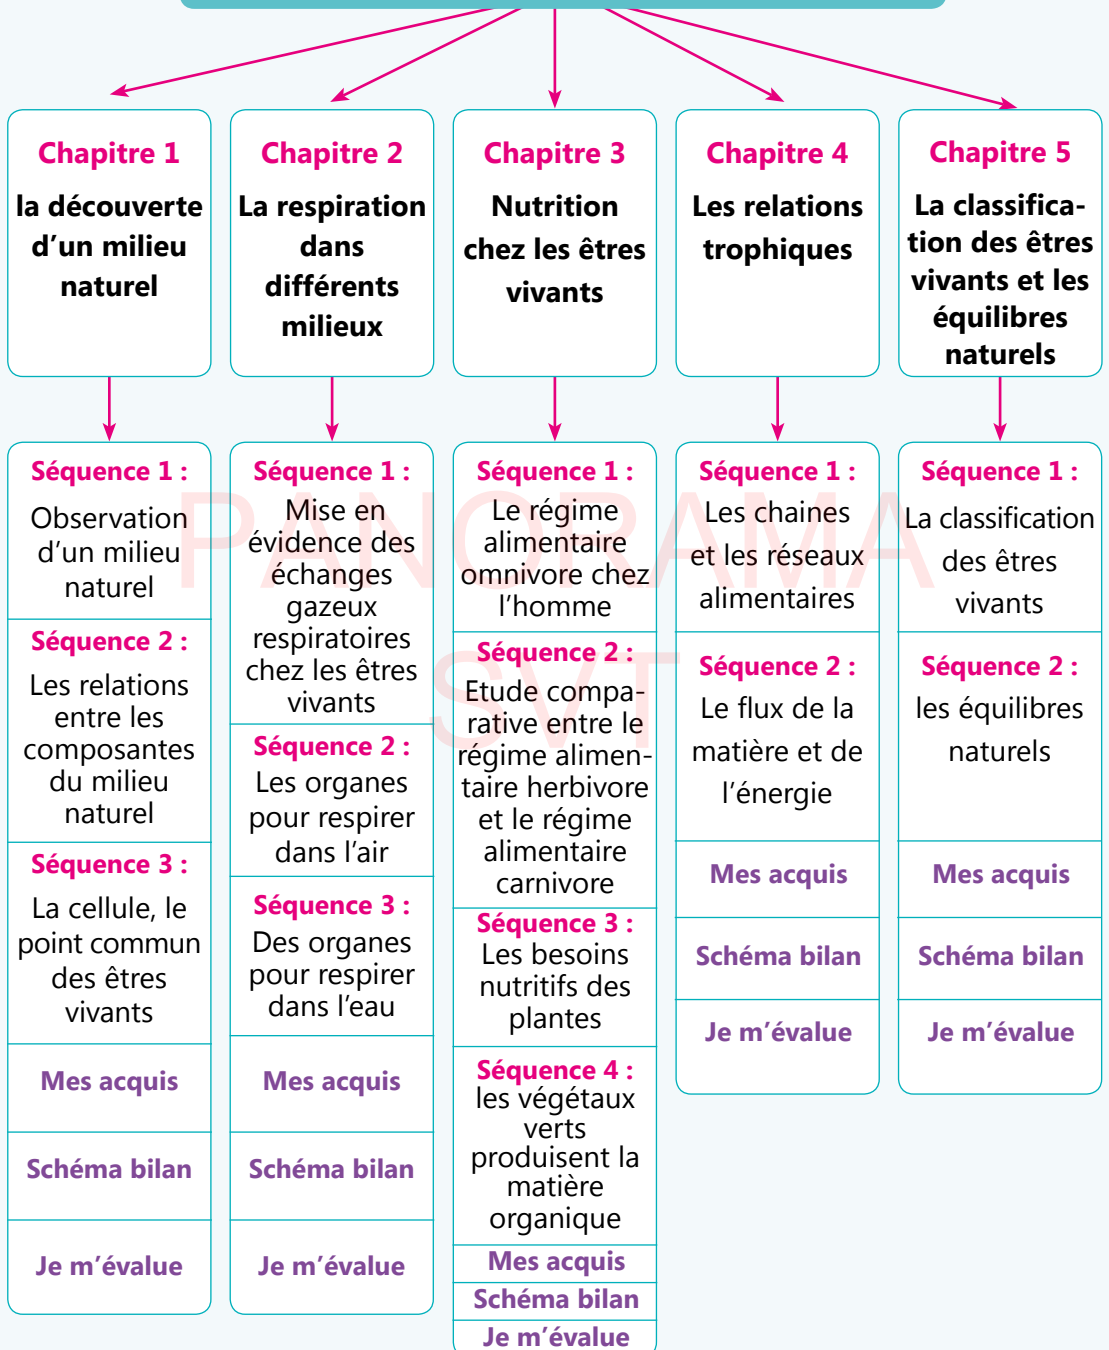 Chapitre 1
la découverte
d’un milieu
naturel
Chapitre 2
La respiration
dans
différents
milieux
Chapitre 3
Nutrition
chez les êtres
vivants
Chapitre 4
Les relations
trophiques
Chapitre 5
La classifica-
tion des êtres
vivants et les
équilibres
naturels
Séquence 1 :
Observation
d’un milieu
naturel
Séquence 2 :
Les relations
entre les
composantes
du milieu
naturel
Séquence 3 :
La cellule, le
point commun
des êtres
vivants
Mes acquis
Schéma bilan
Je m’évalue
Séquence 1 :
Mise en
évidence des
échanges
gazeux
respiratoires
chez les êtres
vivants
Séquence 2 :
Les organes
pour respirer
dans l’air
Séquence 3 :
Des organes
pour respirer
dans l’eau
Mes acquis
Schéma bilan
Je m’évalue
Séquence 1 :
Le régime
alimentaire
omnivore chez
l’homme
Séquence 2 :
Etude compa-
rative entre le
régime alimen-
taire herbivore
et le régime
alimentaire
carnivore
Séquence 3 :
Les besoins
nutritifs des
plantes
Séquence 4 :
les végétaux
verts
produisent la
matière
organique
Mes acquis
Schéma bilan
Je m’évalue
Séquence 1 :
Les chaines
et les réseaux
alimentaires
Séquence 2 :
Le flux de la
matière et de
l’énergie
Mes acquis
Schéma bilan
Je m’évalue
Séquence 1 :
La classification
des êtres
vivants
Séquence 2 :
les équilibres
naturels
Mes acquis
Schéma bilan
Je m’évalue
PANORAMA
SVT